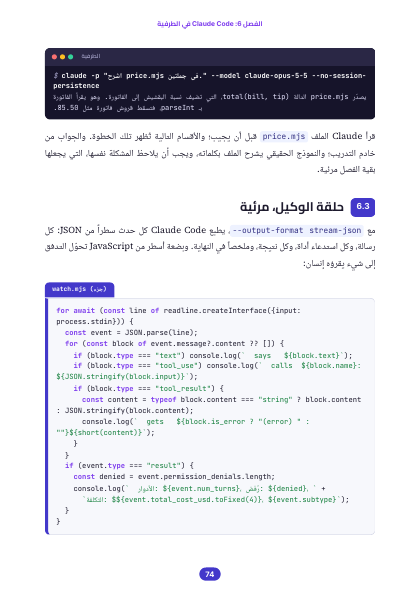 الفصل 6: Claude Code في الطرفية
الطرفية
$ claude -p "اشرح price.mjs في جملتين." --model claude-opus-5-5 --no-session-
persistence
يصدّر price.mjs الدالة total(bill, tip)، التي تضيف نسبة البقشيش إلى الفاتورة. وهو يقرأ الفاتورة
بـ parseInt، فتسقط قروش فاتورة مثل 85.50.
قرأ Claude الملف price.mjs قبل أن يجيب؛ والأقسام التالية تُظهر تلك الخطوة. والجواب من
خادم التدريب؛ والنموذج الحقيقي يشرح الملف بكلماته، ويجب أن يلاحظ المشكلة نفسها، التي يجعلها
بقية الفصل مرئية.
6.3 حلقة الوكيل، مرئية
مع --output-format stream-json، يطبع Claude Code كل حدث سطراً من JSON: كل
رسالة، وكل استدعاء أداة، وكل نتيجة، وملخصاً في النهاية. وبضعة أسطر من JavaScript تحوّل التدفق
إلى شيء يقرؤه إنسان:
watch.mjs (جزء)
for await (const line of readline.createInterface({input:
process.stdin})) {
const event = JSON.parse(line);
for (const block of event.message?.content ?? []) {
if (block.type === "text") console.log(`  says   ${block.text}`);
if (block.type === "tool_use") console.log(`  calls  ${block.name}:
${JSON.stringify(block.input)}`);
if (block.type === "tool_result") {
const content = typeof block.content === "string" ? block.content
: JSON.stringify(block.content);
console.log(`  gets   ${block.is_error ? "(error) " :
""}${short(content)}`);
}
}
if (event.type === "result") {
const denied = event.permission_denials.length;
console.log(`  الأدوار: ${event.num_turns}، رُفض: ${denied}، ` +
`التكلفة: $${event.total_cost_usd.toFixed(4)}، ${event.subtype}`);
}
}
74